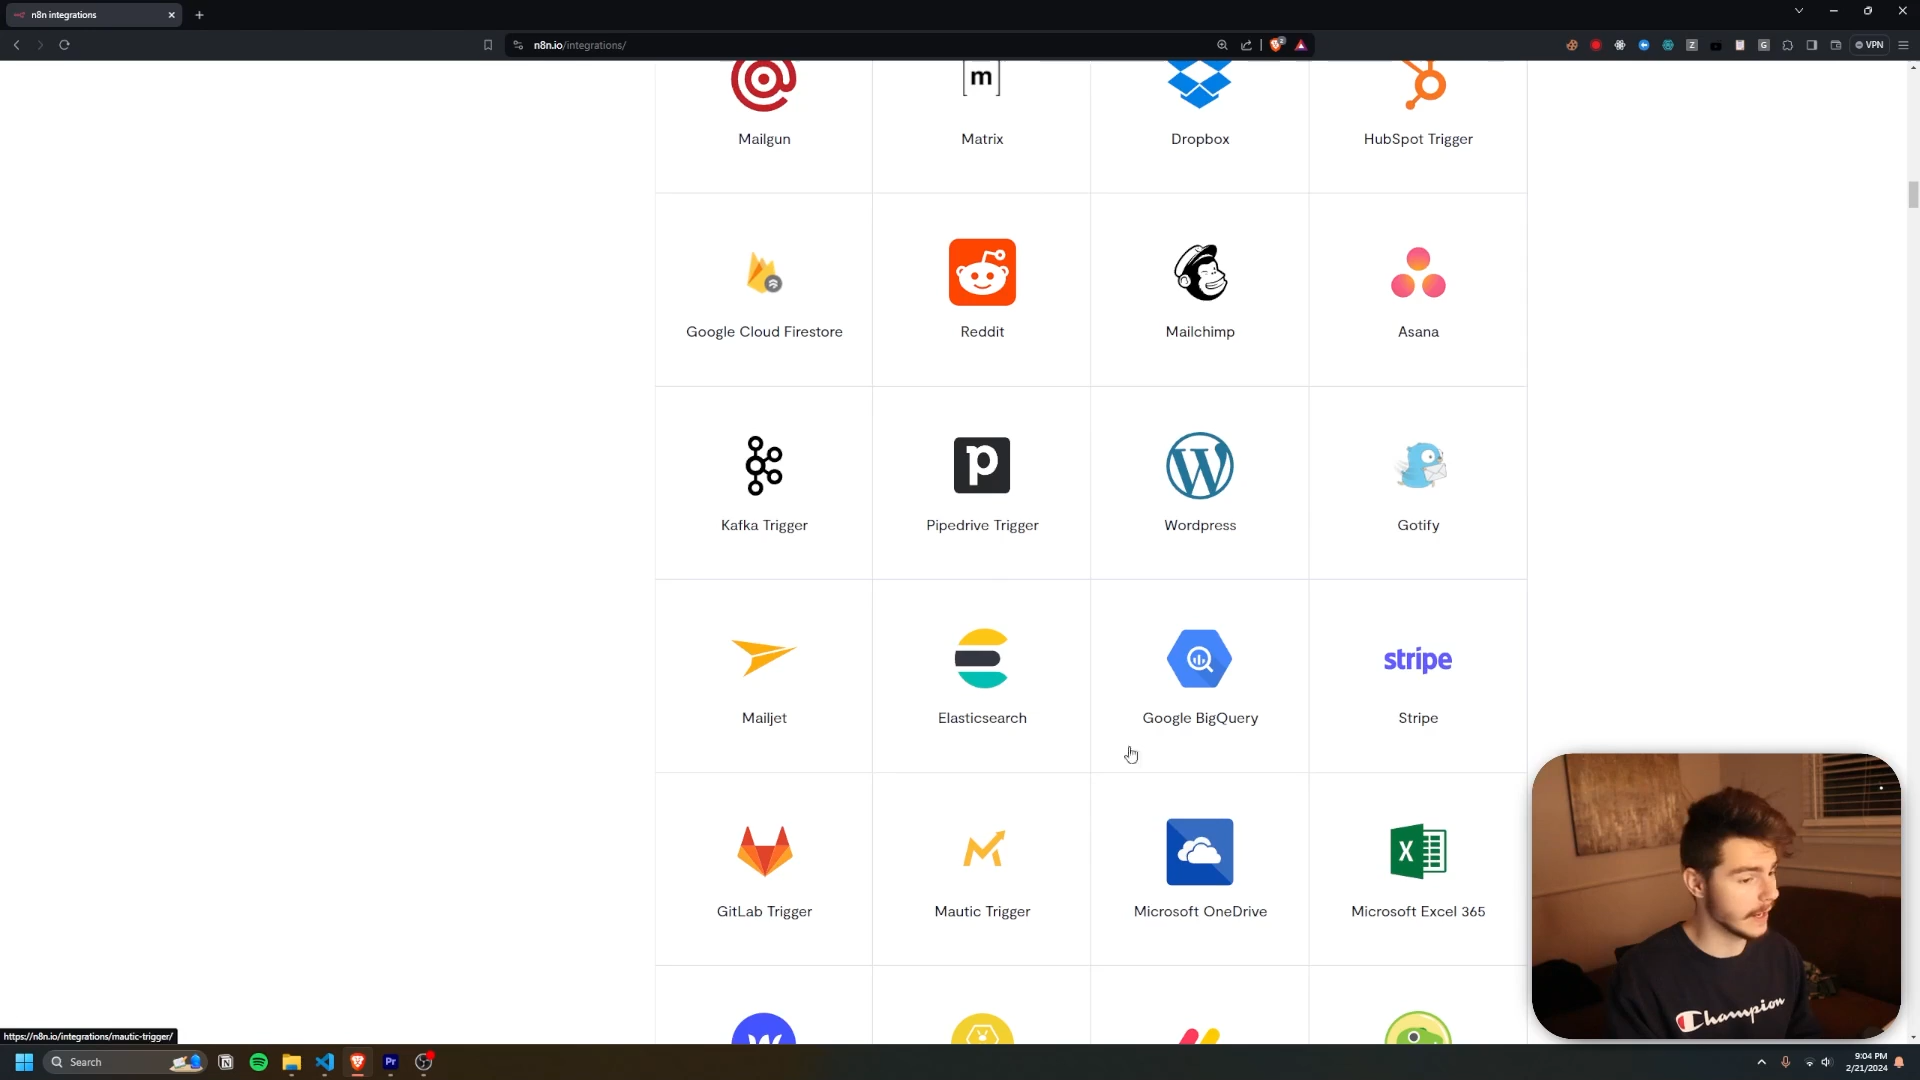 n8n integrations
n8n.io/integrations/
2
Z
G
VPN
[m]
Mailgun
Matrix
Dropbox
HubSpot Trigger
Google Cloud Firestore
Reddit
Mailchimp
Asana
Kafka Trigger
Pipedrive Trigger
Wordpress
Gotify
stripe
Mailjet
Elasticsearch
Google BigQuery
Stripe
GitLab Trigger
Mautic Trigger
Microsoft OneDrive
Microsoft Excel 365
Champion
https://n8n.io/integrations/mautic-trigger/
Search
Pr
9:04 PM
2/21/2024